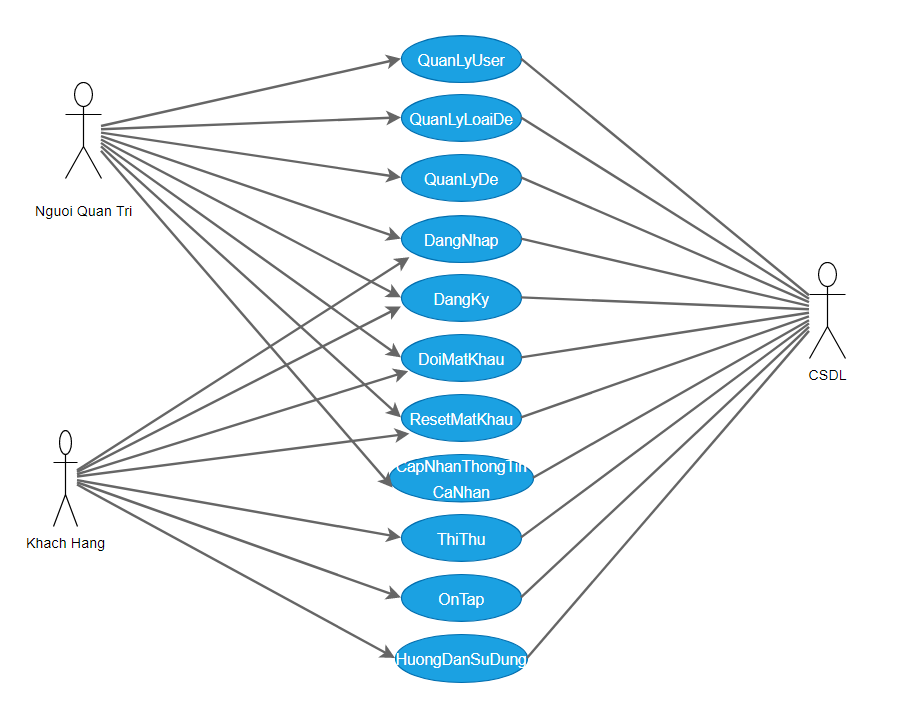 QuanLyUser
QuanLyLoaiDe
QuanLyDe
Nguoi Quan Tri
DangNhap
DangKy
DoiMatKhau
CSDL
ResetMatKhau
CapNhanThongTin
CaNhan
ThiThu
Khach Hang
OnTap
HuongDanSuDung